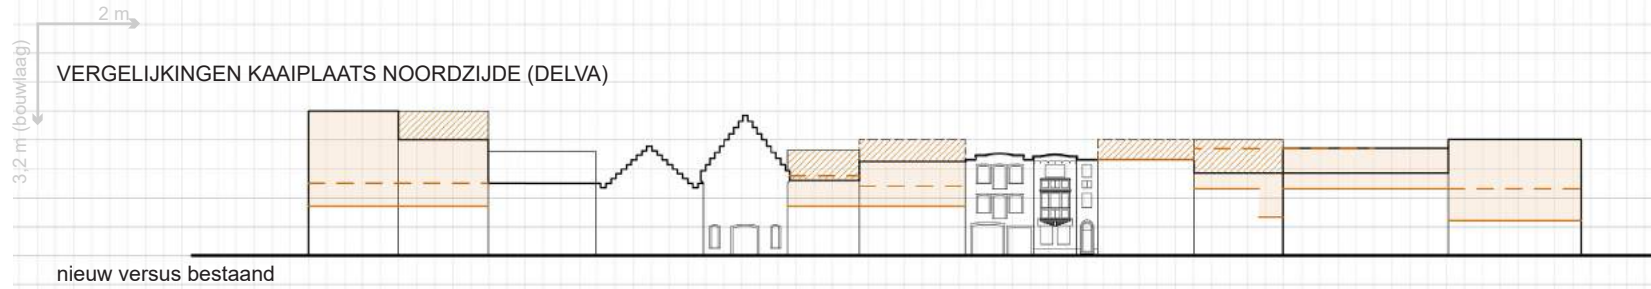 2 m
3,2 m (bouwlaag)
VERGELIJKINGEN KAAIPLAATS NOORDZIJDE (DELVA)
nieuw versus bestaand